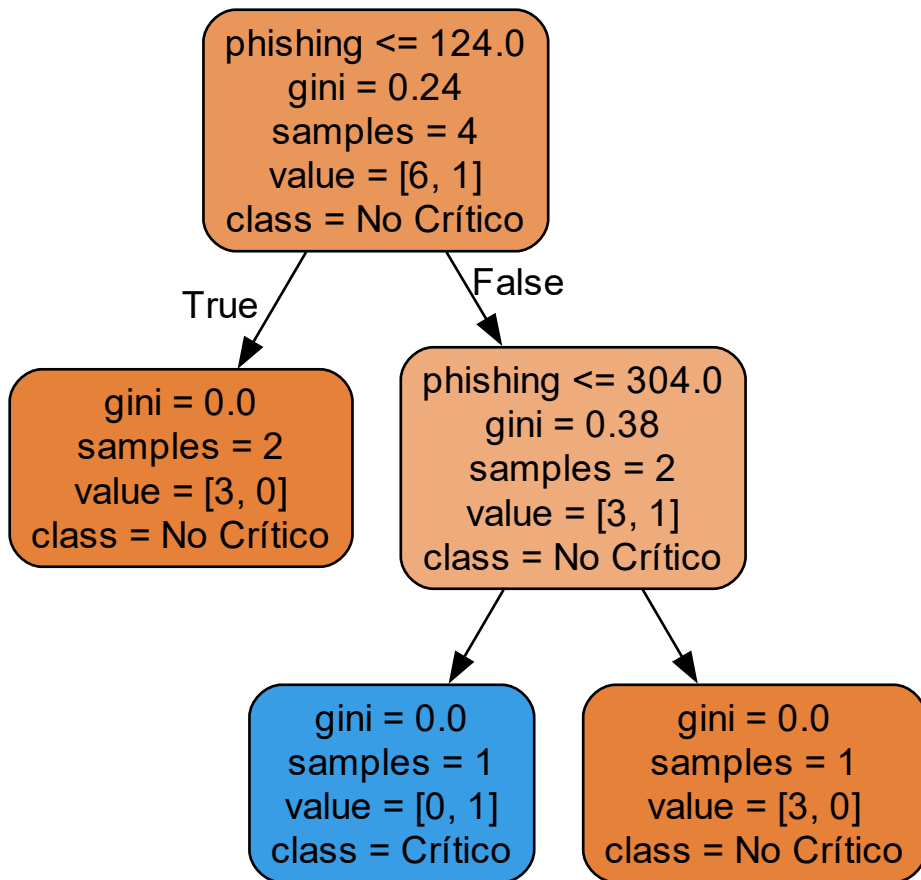 phishing <= 124.0
gini = 0.24
samples = 4
value = [6, 1]
class = No Crítico
True
False
gini = 0.0
samples = 2
value = [3, 0]
class = No Crítico
phishing <= 304.0
gini = 0.38
samples = 2
value = [3, 1]
class = No Crítico
gini = 0.0
samples = 1
value = [0, 1]
class = Crítico
gini = 0.0
samples = 1
value = [3, 0]
class = No Crítico